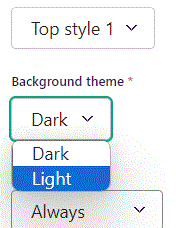 Top style 1
Background theme *
Dark
Dark
Light
Always